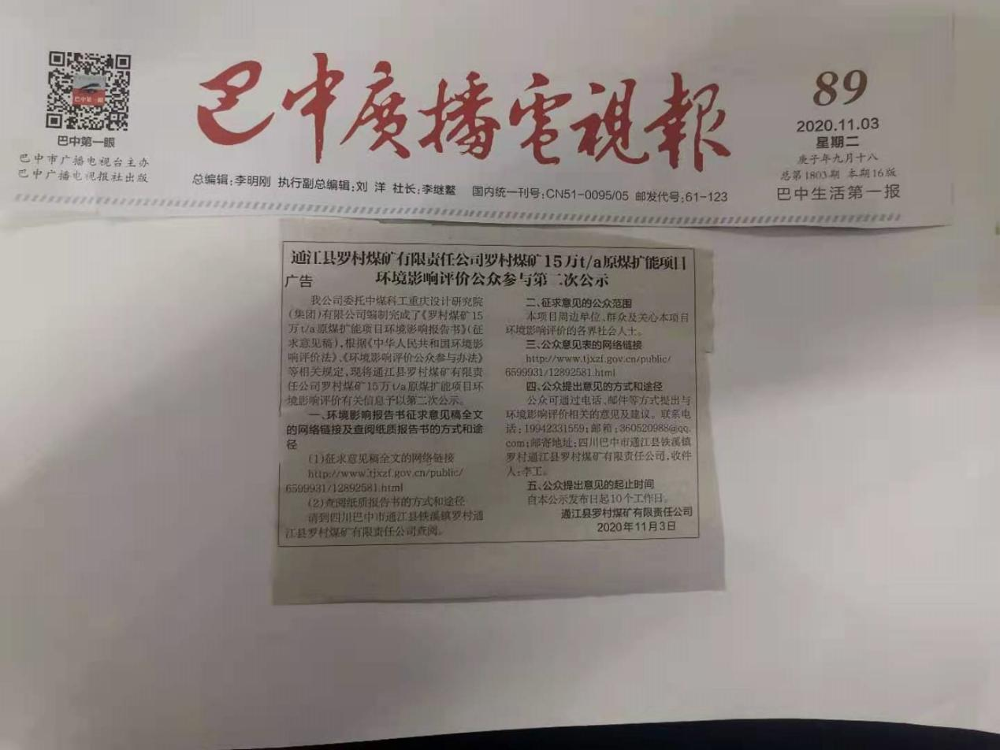 巴中廣播電視報
巴中第一眼
巴中第一眼
巴中市广播电视台主办
巴中广播电视报社出版
总编辑:李明刚 执行副总编辑:刘 洋 社长:李继鳌 国内统一刊号:CN51-0095/05 邮发代号:61-123
89
2020.11.03
星期二
庚子年九月十八
总第1803期 本期16版
巴中生活第一报
通江县罗村煤矿有限责任公司罗村煤矿15万t/a原煤扩能项目
广告
环境影响评价公众参与第二次公示
我公司委托中煤科工重庆设计研究院
(集团)有限公司编制完成了《罗村煤矿15
万t/a原煤扩能项目环境影响报告书》(征
求意见稿),根据《中华人民共和国环境影
响评价法》、《环境影响评价公众参与办法》
等相关规定,现将通江县罗村煤矿有限责
任公司罗村煤矿15万t/a原煤扩能项目环
境影响评价有关信息予以第二次公示。
一、环境影响报告书征求意见稿全文
的网络链接及查阅纸质报告书的方式和途
径
(1)征求意见稿全文的网络链接
http://www.tjxzf.gov.cn/public/
6599931/12892581.html
(2)查阅纸质报告书的方式和途径
请到四川巴中市通江县铁溪镇罗村通
江县罗村煤矿有限责任公司查阅。
二、征求意见的公众范围
本项目周边单位、群众及关心本项目
环境影响评价的各界社会人士。
三、公众意见表的网络链接
http://www.tjxzf.gov.cn/public/
6599931/12892581.html
四、公众提出意见的方式和途径
公众可通过电话、邮件等方式提出与
环境影响评价相关的意见及建议。联系电
话:19942331559;邮箱:360520988@qq.
com;邮寄地址:四川巴中市通江县铁溪镇
罗村通江县罗村煤矿有限责任公司,收件
人:李工。
五、公众提出意见的起止时间
自本公示发布日起10个工作日。
通江县罗村煤矿有限责任公司
2020年11月3日